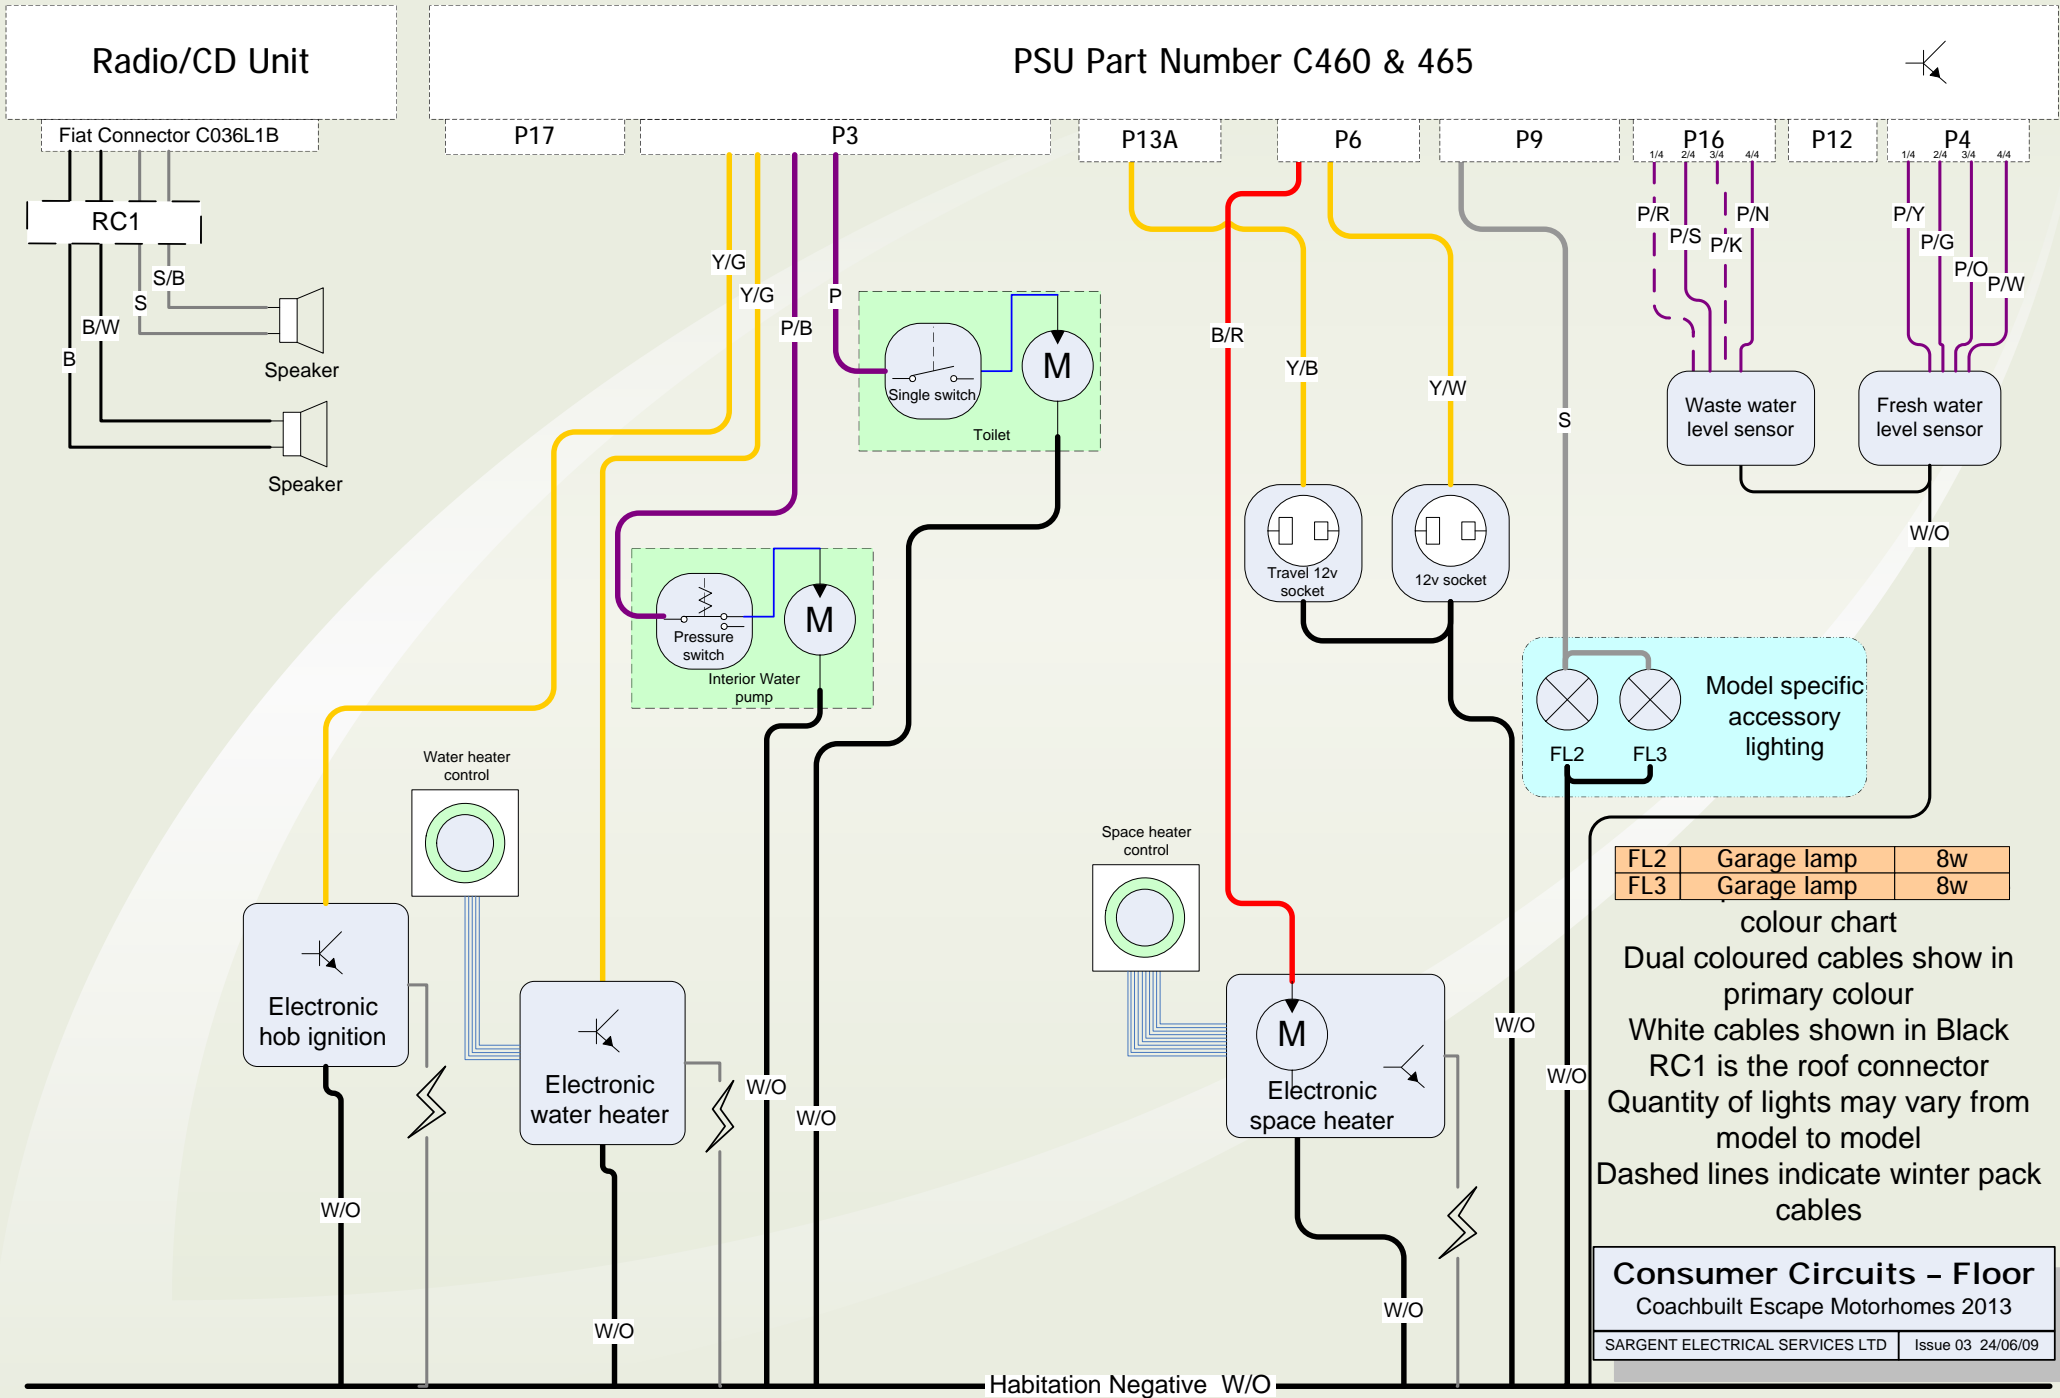 Radio/CD Unit
PSU Part Number C460 & 465
Fiat Connector C036L1B
P17
P3
P13A
P6
P9
P16
P12
P4
1/4
2/4
3/4
4/4
1/4
2/4
3/4
4/4
RC1
P/R
P/S
P/K
P/N
P/Y
P/G
P/O
P/W
S/B
S
B/W
B
Y/G
Y/G
P/B
P
B/R
Y/B
Y/W
S
Speaker
Speaker
M
Single switch
Toilet
Waste water
level sensor
Fresh water
level sensor
W/O
Travel 12v
socket
12v socket
M
Pressure
switch
Interior Water
pump
Model specific
accessory
lighting
FL2
FL3
Water heater
control
Space heater
control
FL2 Garage lamp 8w
FL3 Garage lamp 8w
colour chart
Dual coloured cables show in
primary colour
White cables shown in Black
RC1 is the roof connector
Quantity of lights may vary from
model to model
Dashed lines indicate winter pack
cables
Electronic
hob ignition
Electronic
water heater
M
Electronic
space heater
W/O
W/O
W/O
W/O
W/O
W/O
W/O
Consumer Circuits – Floor
Coachbuilt Escape Motorhomes 2013
SARGENT ELECTRICAL SERVICES LTD
Issue 03 24/06/09
Habitation Negative W/O